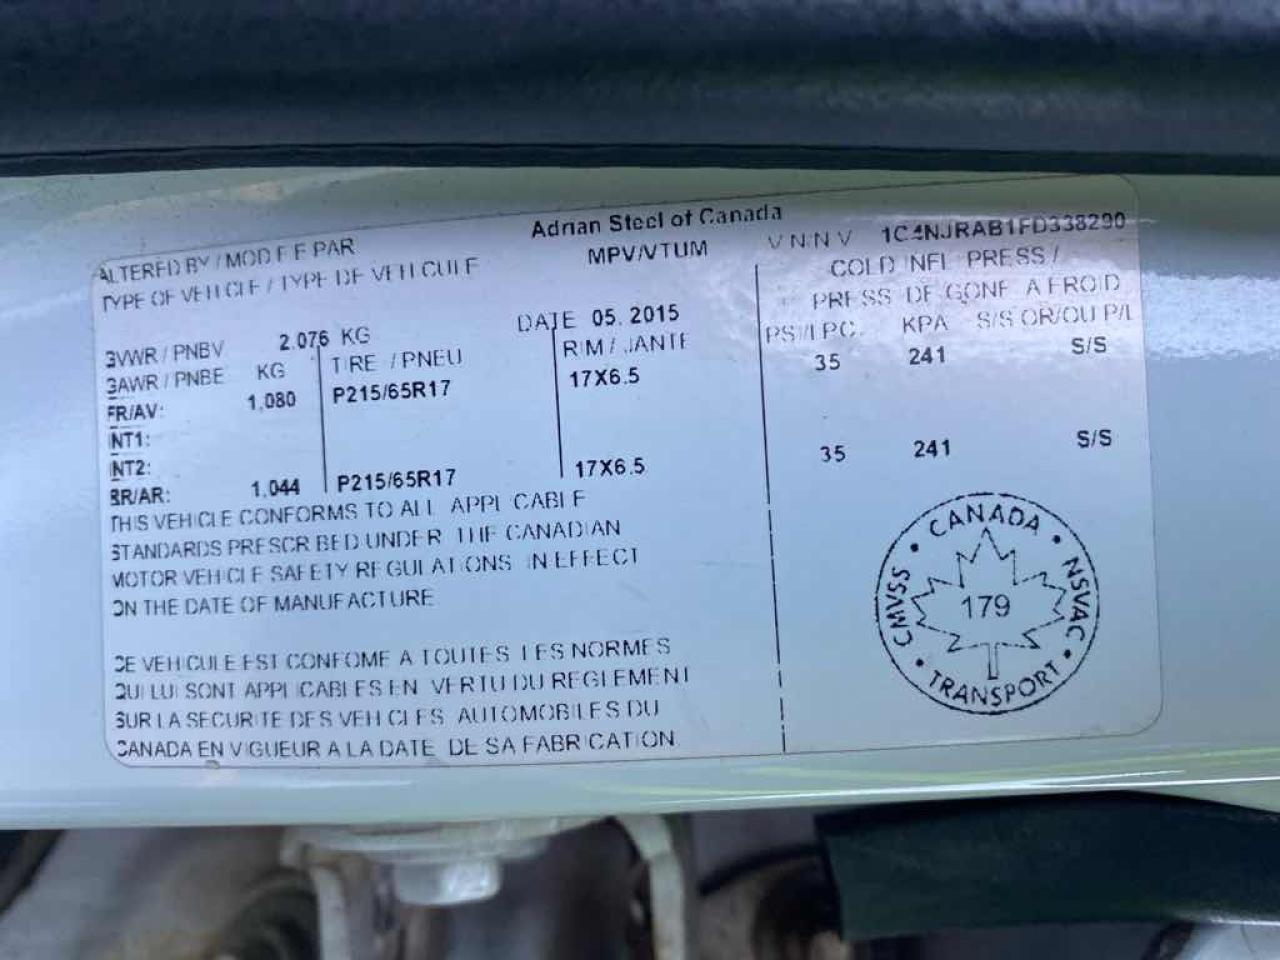 Adrian Steel of Canada
ALTERED BY / MODIFIE PAR
TYPE OF VEHICLE / TYPE DE VEHICULE MPV/VTUM V.I.N./N.I.V. 1C4NJRAB1FD338290
COLD INFL. PRESS /
PRESS. DE GONF. A FROID
GVWR / PNBV 2.076 KG DATE 05. 2015
GAWR / PNBE KG TIRE / PNEU RIM / JANTE PSI/LPC. KPA S/S OR/OU P/L
FR/AV: 1,080 P215/65R17 17X6.5 35 241 S/S
INT1:
INT2:
RR/AR: 1,044 P215/65R17 17X6.5 35 241 S/S
THIS VEHICLE CONFORMS TO ALL APPLICABLE
STANDARDS PRESCRIBED UNDER THE CANADIAN
MOTOR VEHICLE SAFETY REGULATIONS IN EFFECT
ON THE DATE OF MANUFACTURE
CE VEHICULE EST CONFOME A TOUTES LES NORMES
QUI LUI SONT APPLICABLES EN VERTU DU REGLEMENT
SUR LA SECURITE DES VEHICLES AUTOMOBILES DU
CANADA EN VIGUEUR A LA DATE DE SA FABRICATION
CANADA • NSVAC • TRANSPORT • CMVSS •
179